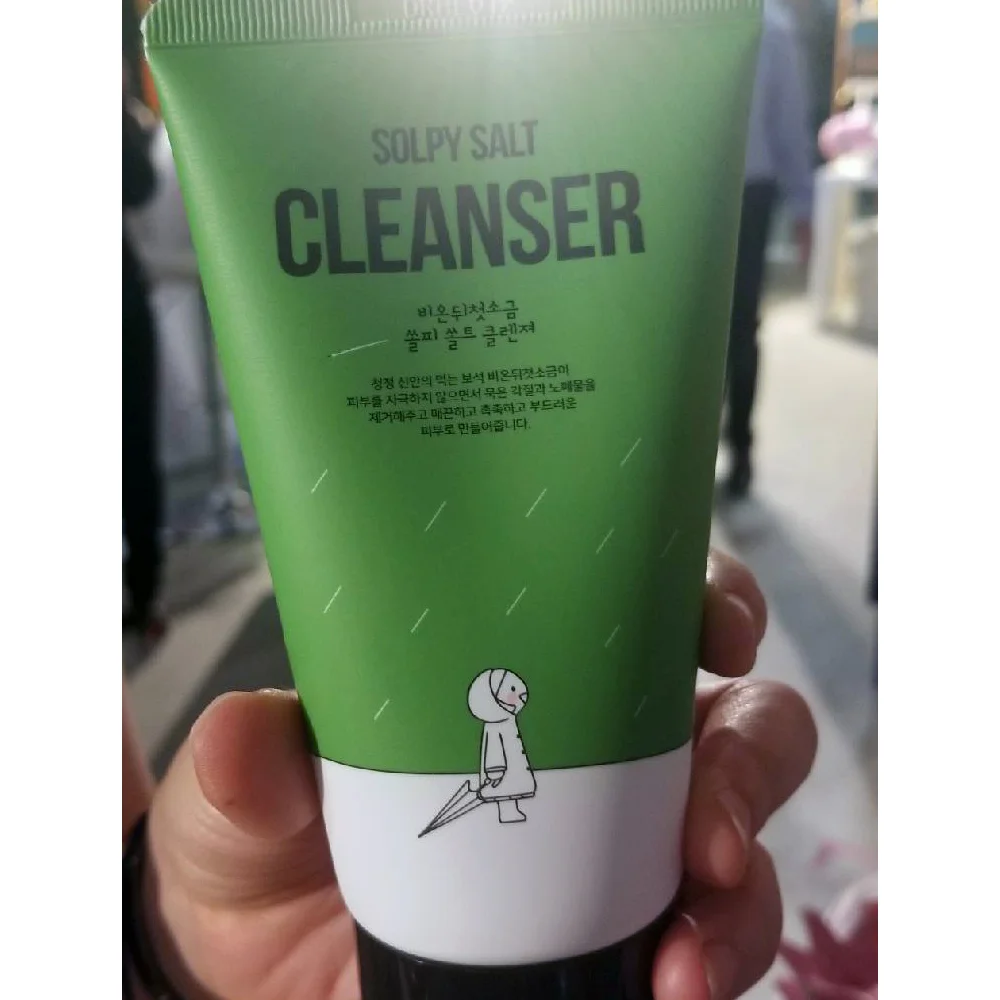 SOLPY SALT
CLEANSER
비온뒤첫소금
쏠피 쏠트 클렌져
청정 신안의 먹는 보석 비온뒤첫소금이
피부를 자극하지 않으면서 묵은 각질과 노폐물을
제거해주고 매끈하고 촉촉하고 부드러운
피부로 만들어줍니다.